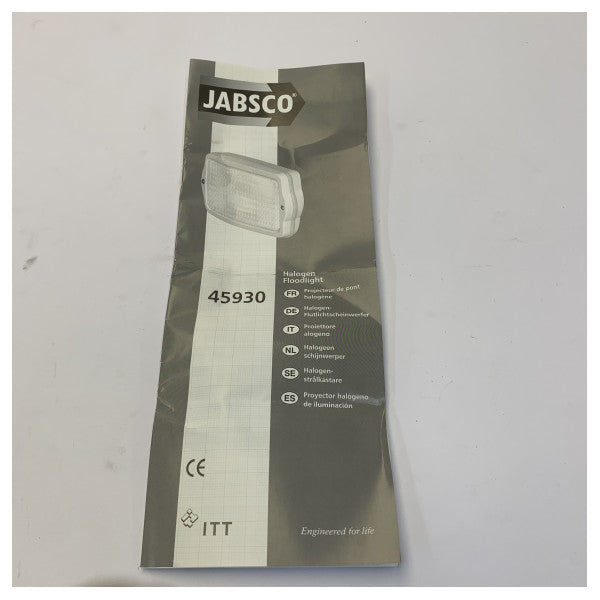 JABSCO®
Halogen
Floodlight
45930
FR Projecteur de pont
halogène
DE Halogen-
Flutlichtscheinwerfer
IT Proiettore
alogeno
NL Halogeen
schijnwerper
SE Halogen-
strålkastare
ES Proyector halógeno
de iluminación
CE
ITT
Engineered for life